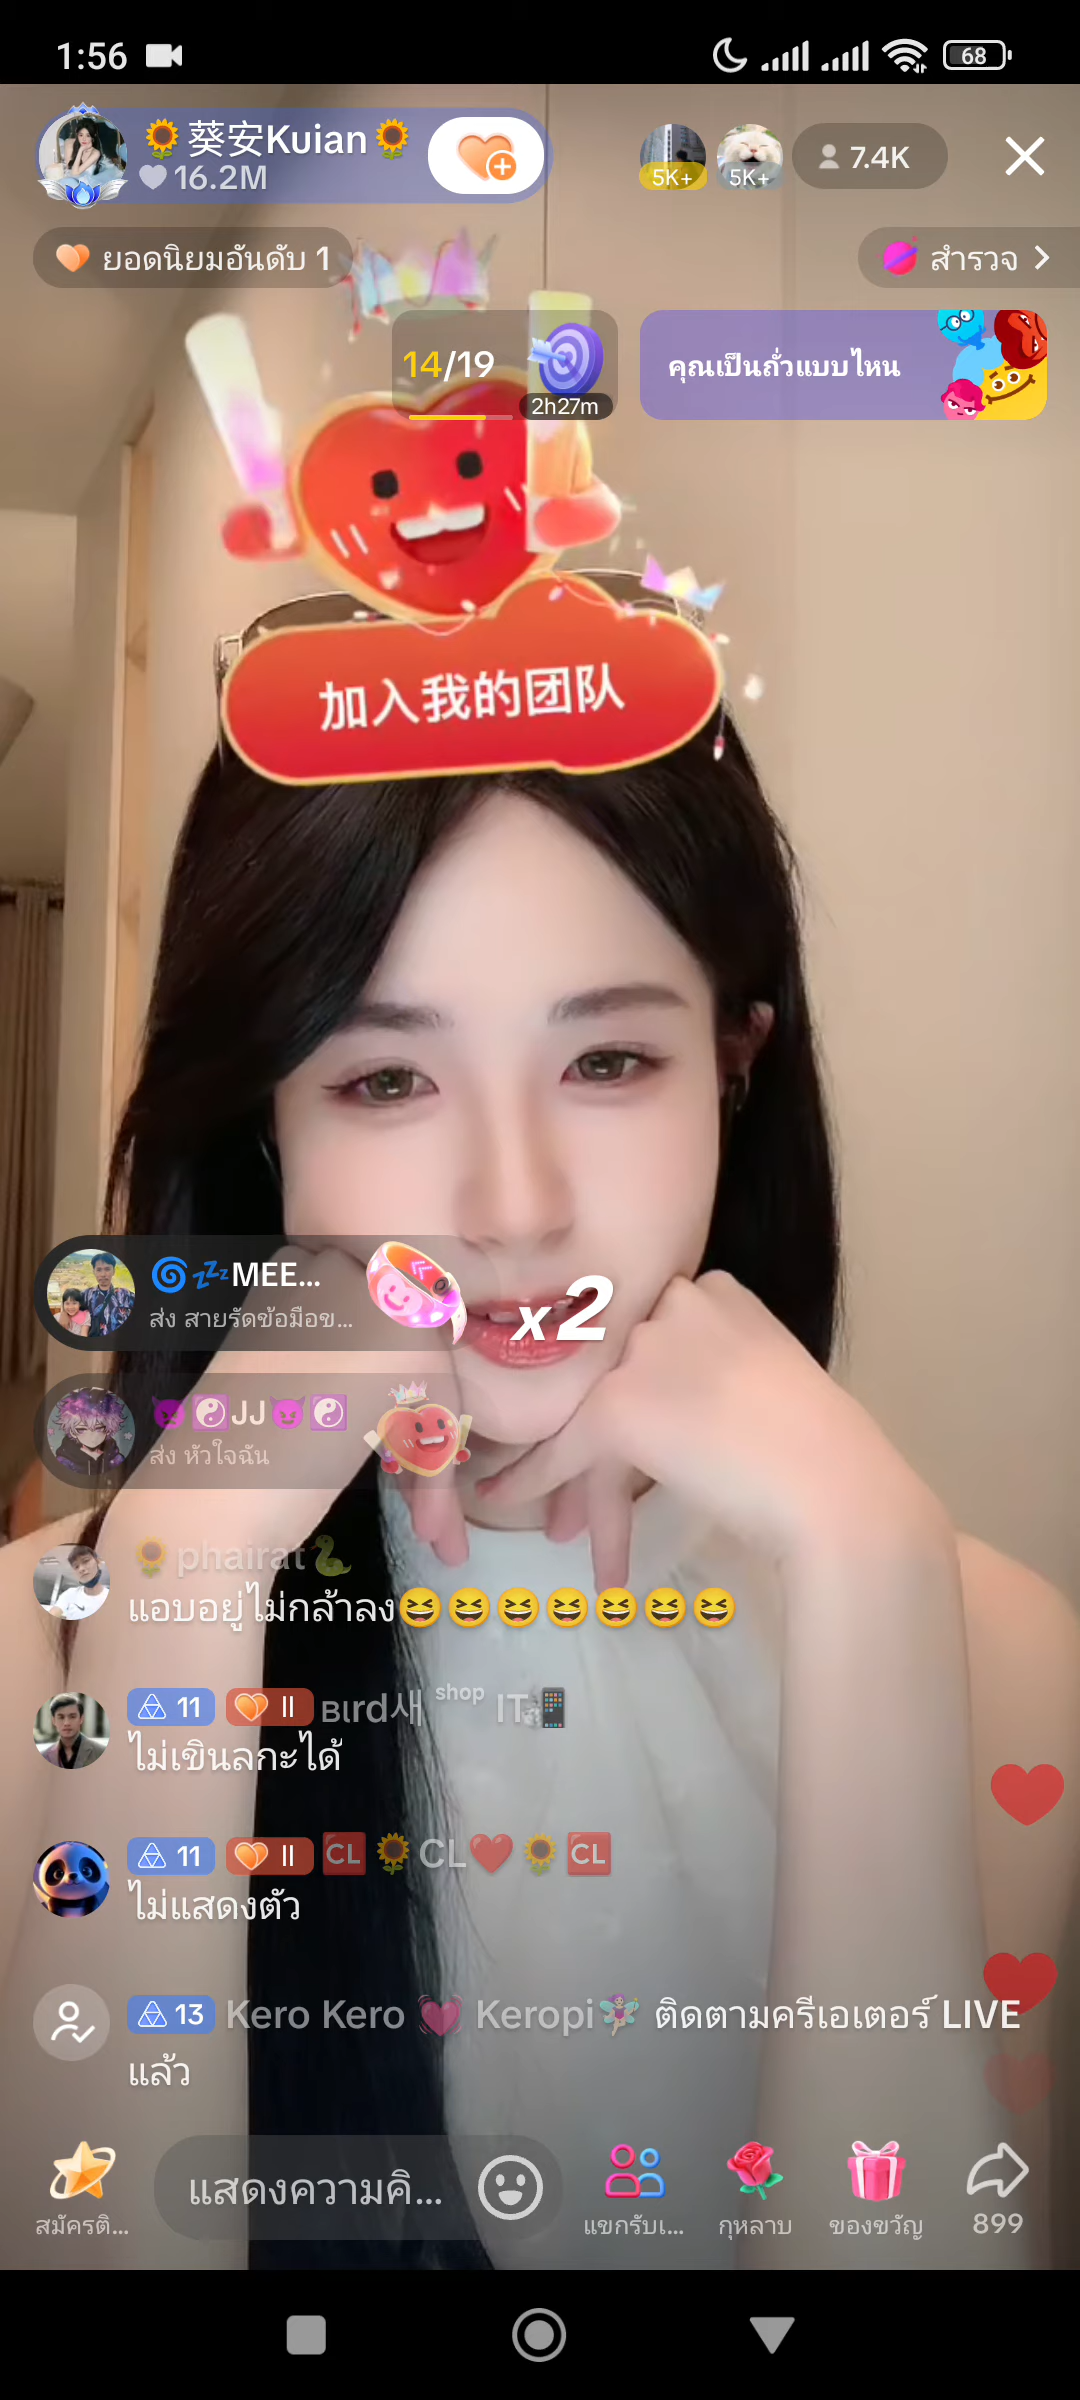 1:56
68
🌻葵安Kuian🌻
16.2M
5K+
5K+
7.4K
ยอดนิยมอันดับ 1
สำรวจ
14/19
2h27m
คุณเป็นถั่วแบบไหน
加入我的团队
🌀💤MEE...
ส่ง สายรัดข้อมือข...
x2
😈☯️JJ😈☯️
ส่ง หัวใจฉัน
🌻phairat🐍
แอบอยู่ไม่กล้าลง😆😆😆😆😆😆😆
11 II ʙιrd새 shop IT📱
ไม่เขินลกะได้
11 II 🆑🌻CL❤️🌻🆑
ไม่แสดงตัว
13 Kero Kero 💓 Keropi🧚 ติดตามครีเอเตอร์ LIVE
แล้ว
แสดงความคิ...
สมัครติ...
แขกรับเ...
กุหลาบ
ของขวัญ
899